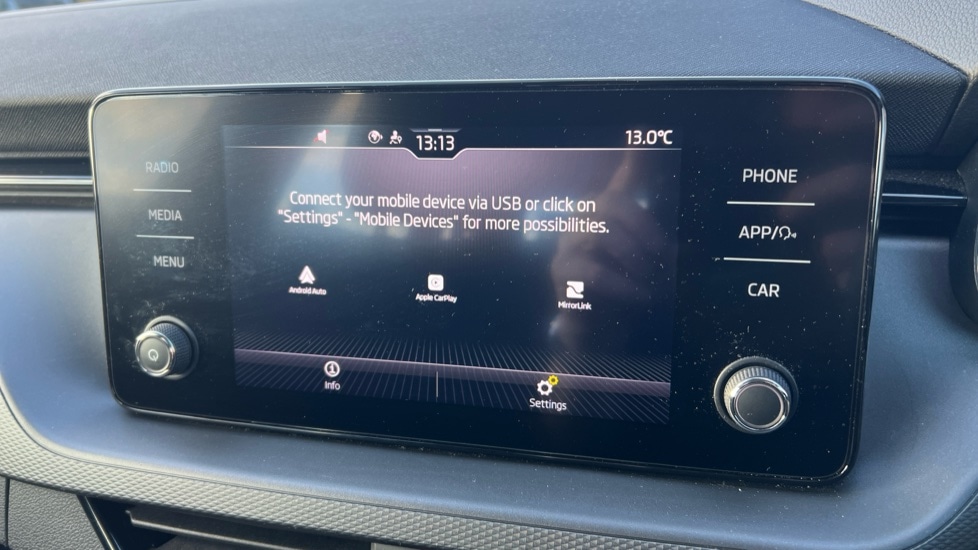 13:13
13.0℃
RADIO
MEDIA
MENU
Connect your mobile device via USB or click on
"Settings" - "Mobile Devices" for more possibilities.
Android Auto
Apple CarPlay
MirrorLink
Info
Settings
PHONE
APP/
CAR